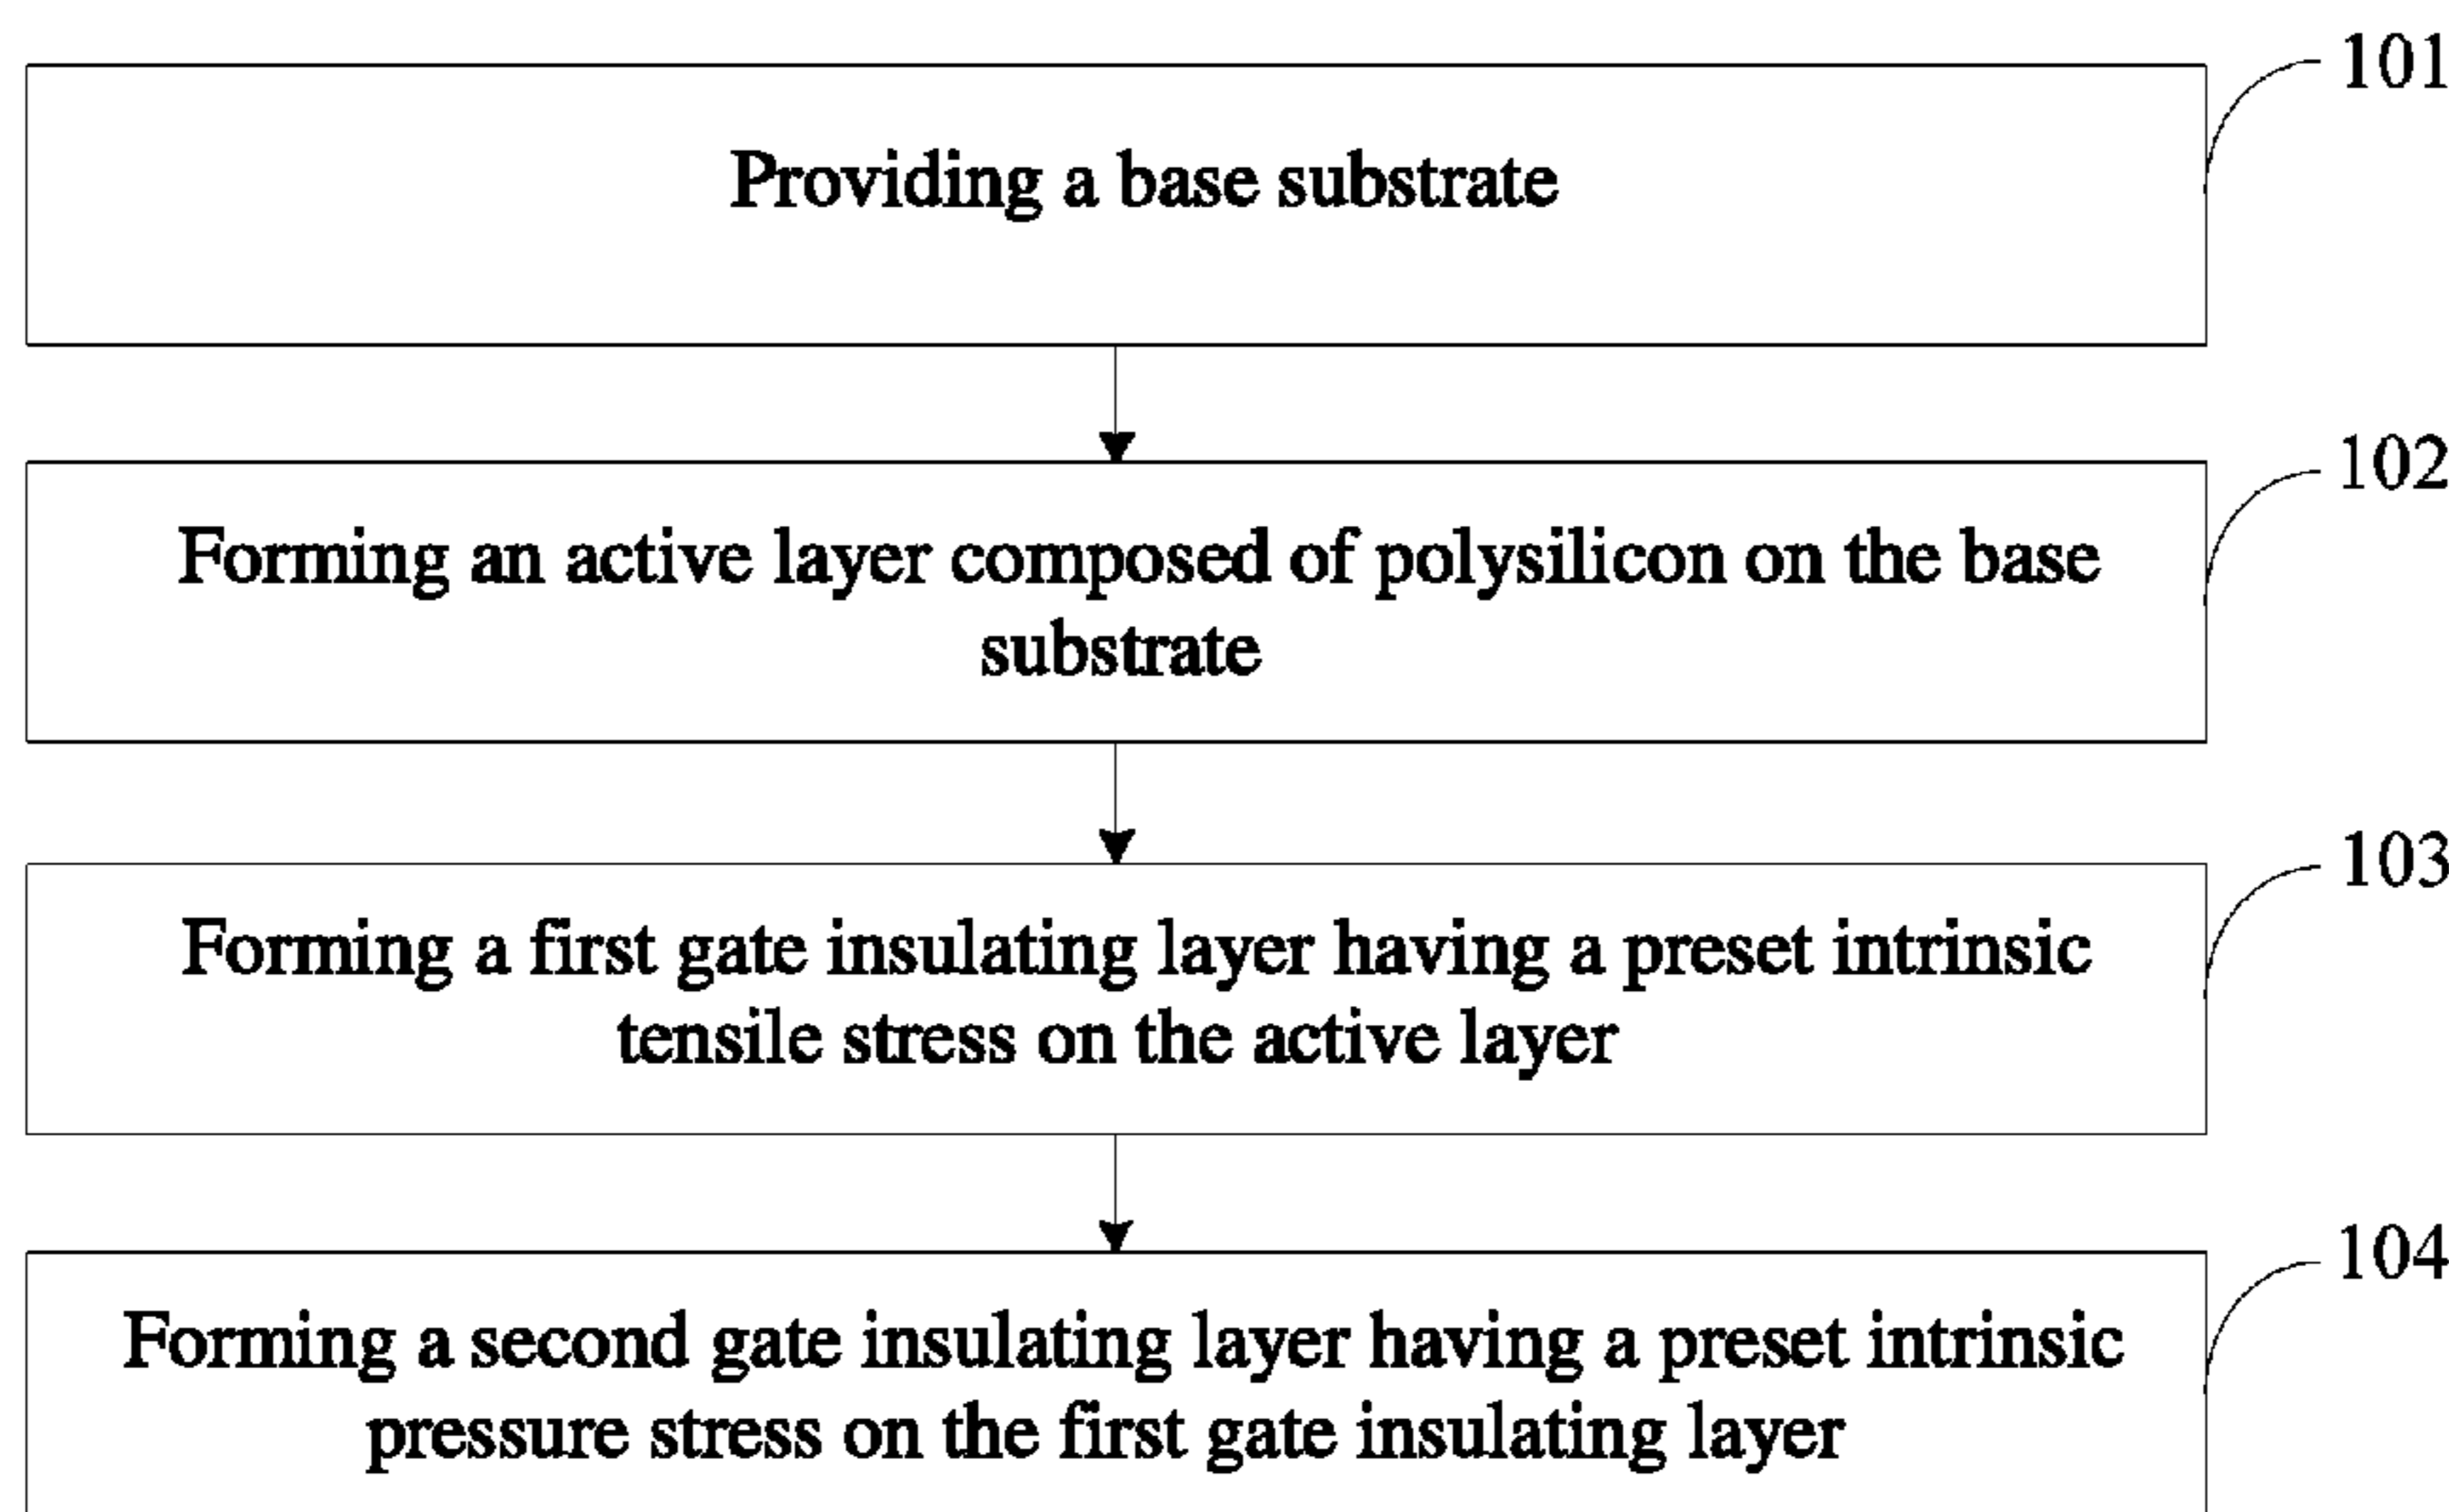 101
Providing a base substrate
102
Forming an active layer composed of polysilicon on the base
substrate
103
Forming a first gate insulating layer having a preset intrinsic
tensile stress on the active layer
104
Forming a second gate insulating layer having a preset intrinsic
pressure stress on the first gate insulating layer